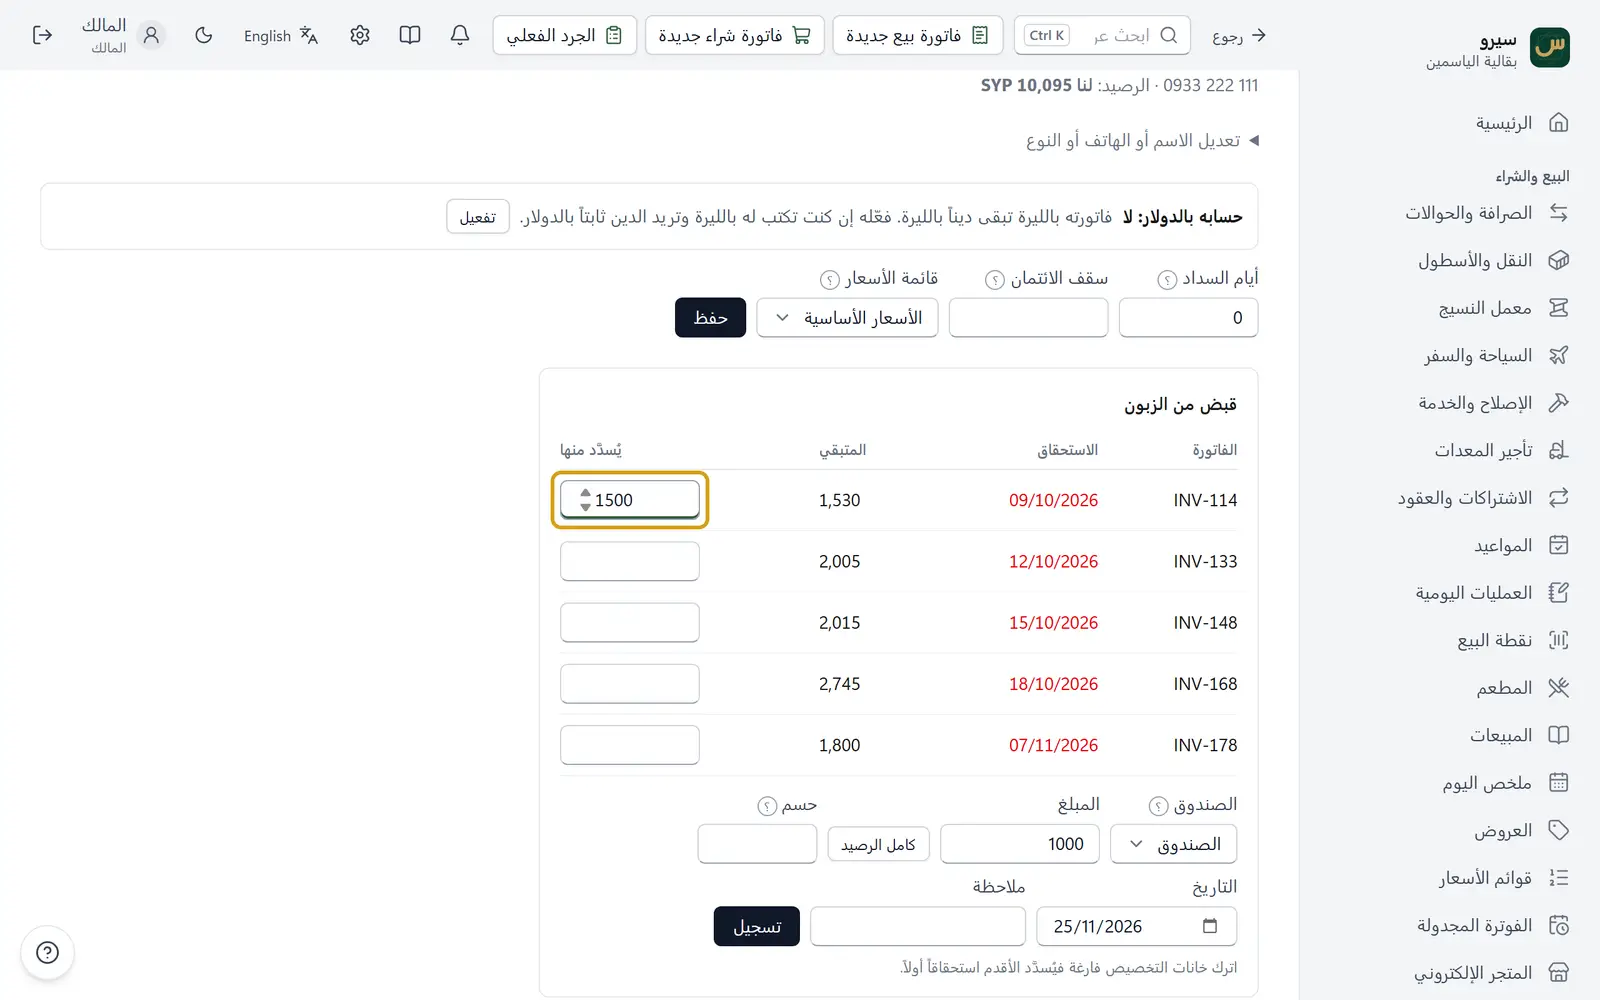 سيرو
بقالية الياسمين
س
رجوع
ابحث عر
Ctrl K
فاتورة بيع جديدة
فاتورة شراء جديدة
الجرد الفعلي
English
المالك
المالك
الرئيسية
البيع والشراء
الصرافة والحوالات
النقل والأسطول
معمل النسيج
السياحة والسفر
الإصلاح والخدمة
تأجير المعدات
الاشتراكات والعقود
المواعيد
العمليات اليومية
نقطة البيع
المطعم
المبيعات
ملخص اليوم
العروض
قوائم الأسعار
الفوترة المجدولة
المتجر الإلكتروني
0933 222 111 · الرصيد: لنا SYP 10,095
تعديل الاسم أو الهاتف أو النوع
حسابه بالدولار: لا فاتورته بالليرة تبقى ديناً بالليرة. فعّله إن كنت تكتب له بالليرة وتريد الدين ثابتاً بالدولار. تفعيل
أيام السداد ؟ سقف الائتمان ؟ قائمة الأسعار ؟
0 الأسعار الأساسية حفظ
قبض من الزبون
الفاتورة الاستحقاق المتبقي يُسدَّد منها
INV-114 09/10/2026 1,530 1500
INV-133 12/10/2026 2,005
INV-148 15/10/2026 2,015
INV-168 18/10/2026 2,745
INV-178 07/11/2026 1,800
الصندوق ؟ المبلغ حسم ؟
الصندوق 1000 كامل الرصيد
التاريخ ملاحظة
25/11/2026 تسجيل
اترك خانات التخصيص فارغة فيُسدَّد الأقدم استحقاقاً أولاً.